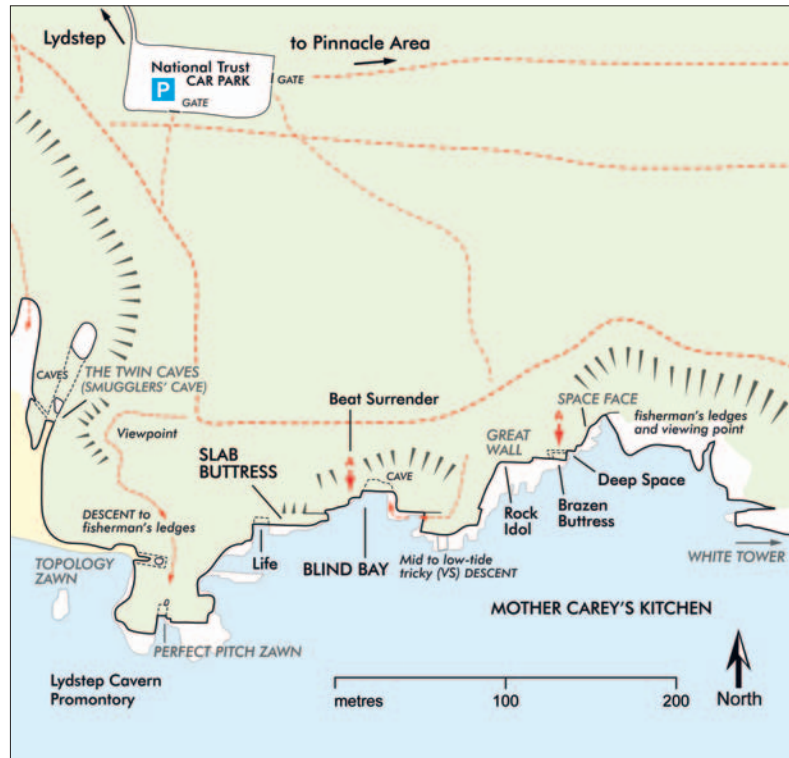 Lydstep
to Pinnacle Area
National Trust
CAR PARK
P
GATE
GATE
THE TWIN CAVES
(SMUGGLERS' CAVE)
CAVES
Viewpoint
Beat Surrender
SLAB
BUTTRESS
CAVE
GREAT
WALL
SPACE FACE
fisherman's ledges
and viewing point
Deep Space
Rock
Idol
Brazen
Buttress
DESCENT to
fisherman's ledges
Life
BLIND BAY
Mid to low-tide
tricky (VS) DESCENT
WHITE TOWER
TOPOLOGY
ZAWN
MOTHER CAREY'S KITCHEN
PERFECT PITCH ZAWN
Lydstep Cavern
Promontory
metres
100
200
North